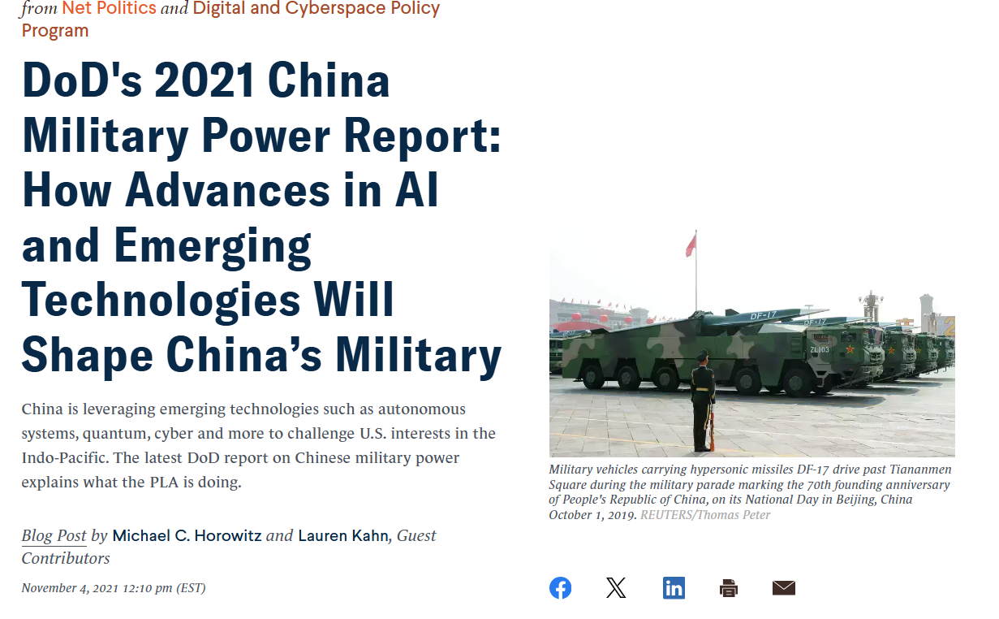 from Net Politics and Digital and Cyberspace Policy
Program
DoD's 2021 China
Military Power Report:
How Advances in AI
and Emerging
Technologies Will
Shape China’s Military
China is leveraging emerging technologies such as autonomous
systems, quantum, cyber and more to challenge U.S. interests in the
Indo-Pacific. The latest DoD report on Chinese military power
explains what the PLA is doing.
Blog Post by Michael C. Horowitz and Lauren Kahn, Guest
Contributors
November 4, 2021 12:10 pm (EST)
DF-17
DF-17
ZL103
Military vehicles carrying hypersonic missiles DF-17 drive past Tiananmen
Square during the military parade marking the 70th founding anniversary
of People's Republic of China, on its National Day in Beijing, China
October 1, 2019. REUTERS/Thomas Peter